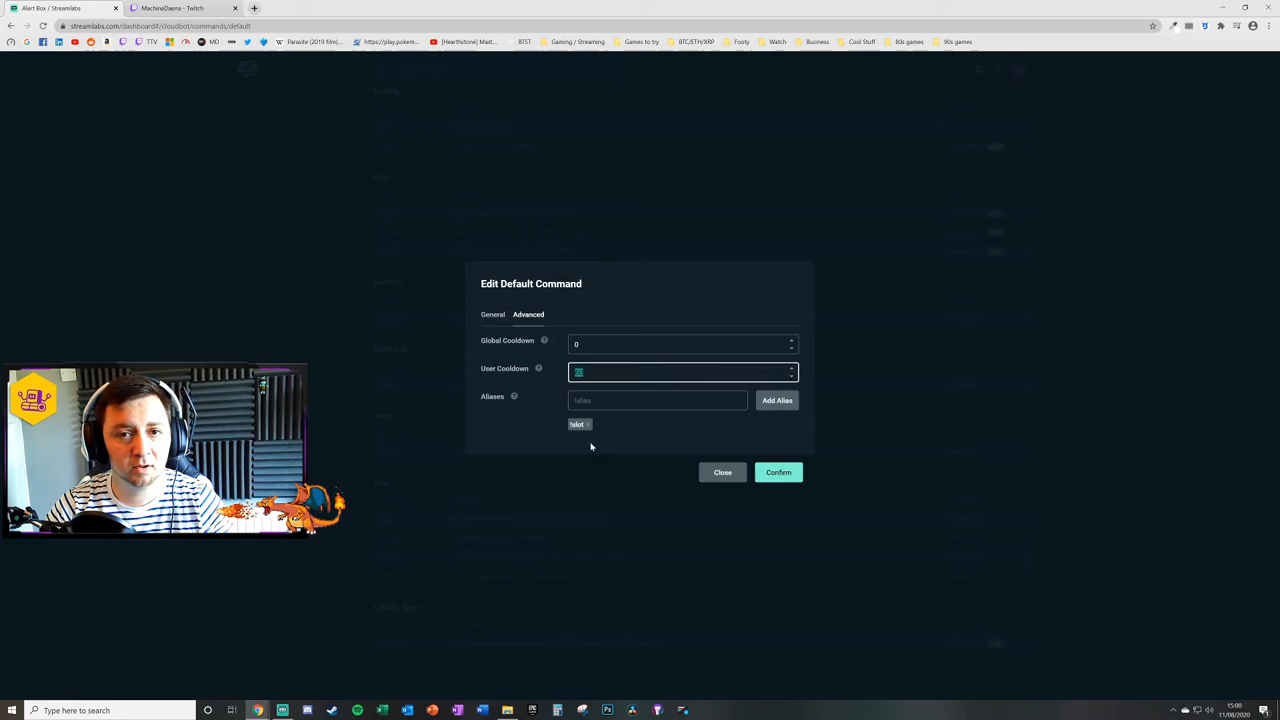 Alert Box / Streamlabs
MachineDaena - Twitch
streamlabs.com/dashboard#/cloudbot/commands/default
TTV
MD
Parasite (2019 film)...
https://play.pokem...
[Hearthstone] Mast...
BTST
Gaming / Streaming
Games to try
BTC/ETH/XRP
Footy
Watch
Business
Cool Stuff
80s games
90s games
Edit Default Command
General
Advanced
Global Cooldown
0
User Cooldown
Aliases
!alias
Add Alias
!slot
Close
Confirm
Loyalty Store
Type here to search
15:00
11/08/2020